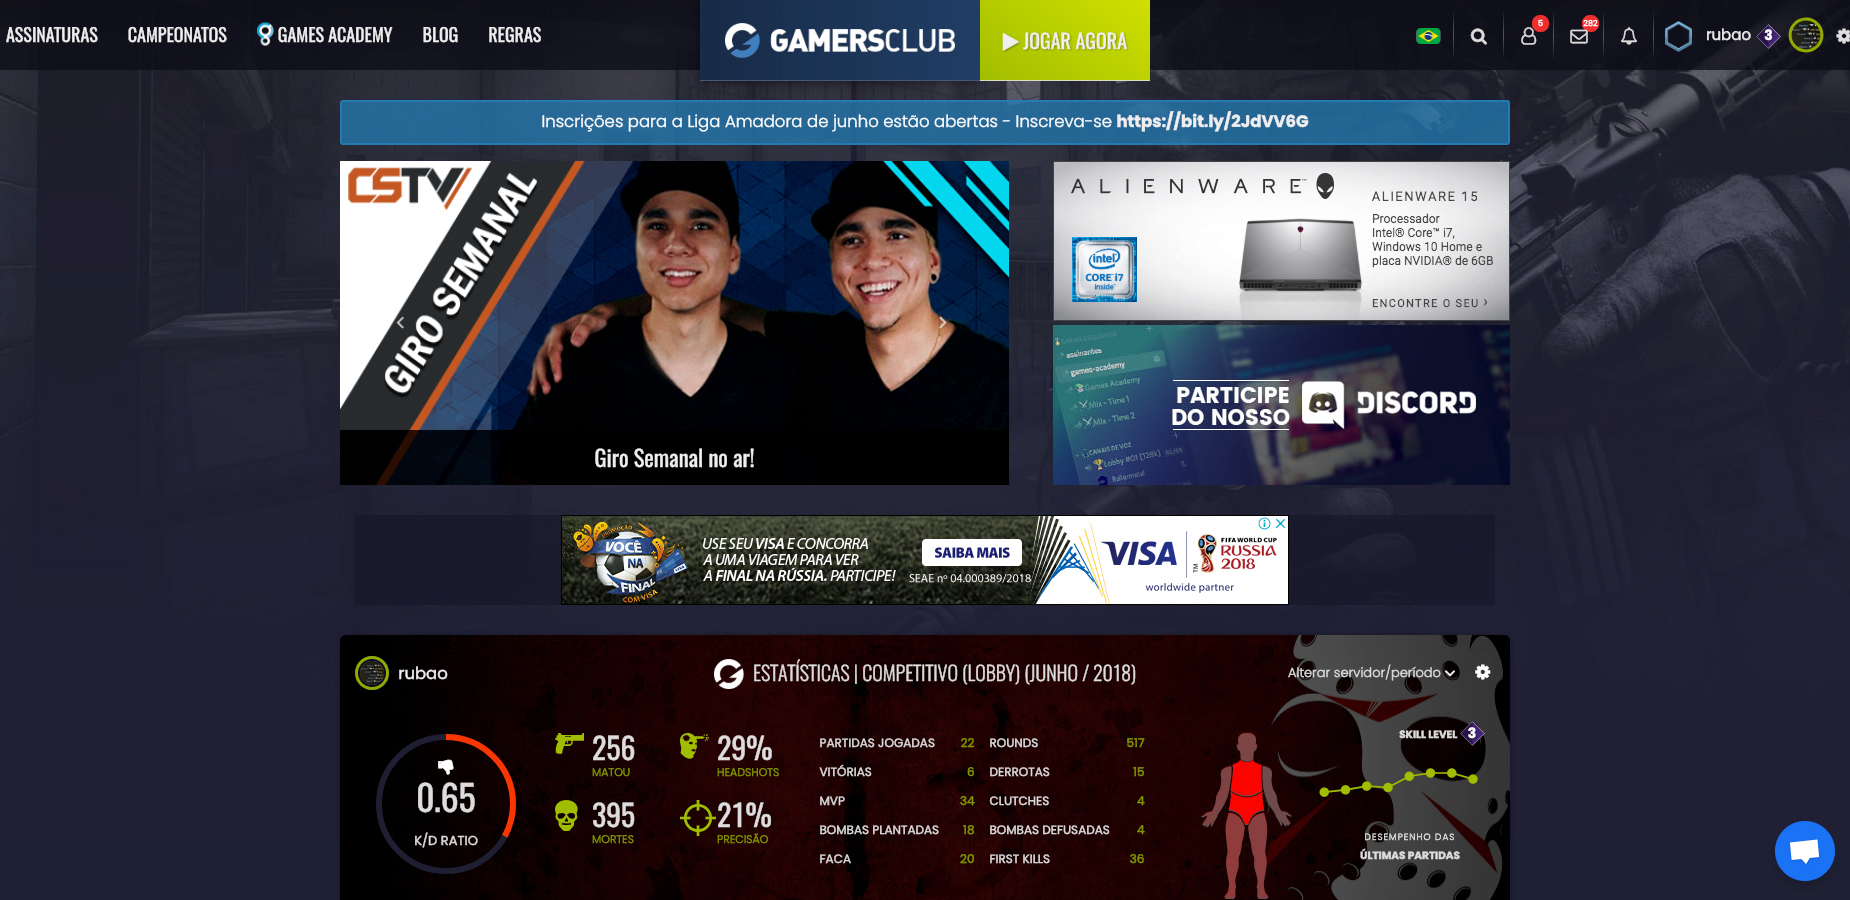 ASSINATURAS
CAMPEONATOS
GAMES ACADEMY
BLOG
REGRAS
GAMERSCLUB
JOGAR AGORA
5
282
rubao
3
Inscrições para a Liga Amadora de junho estão abertas - Inscreva-se https://bit.ly/2JdVV6G
CSTV
GIRO SEMANAL
Giro Semanal no ar!
ALIENWARE
ALIENWARE 15
Processador
Intel® Core™ i7,
Windows 10 Home e
placa NVIDIA® de 6GB
intel
CORE i7
inside
ENCONTRE O SEU ›
assinantes
games-academy
Games Academy
Mix - Time 1
Mix - Time 2
CANAIS DE VOZ
Lobby #01 [128k]
Rollermatal
PARTICIPE
DO NOSSO
DISCORD
PROMOÇÃO
VOCÊ
NA
FINAL
COM VISA
USE SEU VISA E CONCORRA
A UMA VIAGEM PARA VER
A FINAL NA RÚSSIA. PARTICIPE!
SAIBA MAIS
SEAE nº 04.000389/2018
VISA
worldwide partner
FIFA WORLD CUP
RUSSIA
2018
rubao
ESTATÍSTICAS | COMPETITIVO (LOBBY) (JUNHO / 2018)
Alterar servidor/período
0.65
K/D RATIO
256
MATOU
29%
HEADSHOTS
395
MORTES
21%
PRECISÃO
PARTIDAS JOGADAS 22
ROUNDS 517
VITÓRIAS 6
DERROTAS 15
MVP 34
CLUTCHES 4
BOMBAS PLANTADAS 18
BOMBAS DEFUSADAS 4
FACA 20
FIRST KILLS 36
SKILL LEVEL 3
DESEMPENHO DAS
ÚLTIMAS PARTIDAS